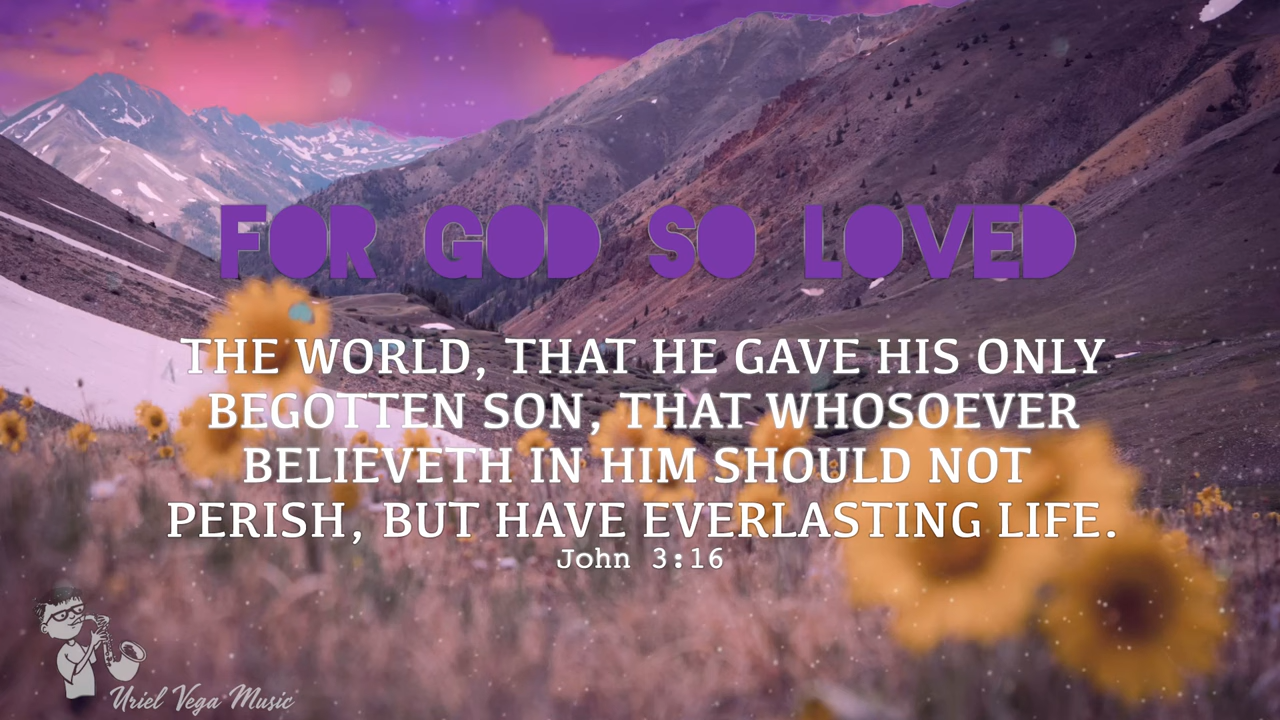 FOR GOD SO LOVED
THE WORLD, THAT HE GAVE HIS ONLY
BEGOTTEN SON, THAT WHOSOEVER
BELIEVETH IN HIM SHOULD NOT
PERISH, BUT HAVE EVERLASTING LIFE.
John 3:16
Uriel Vega Music